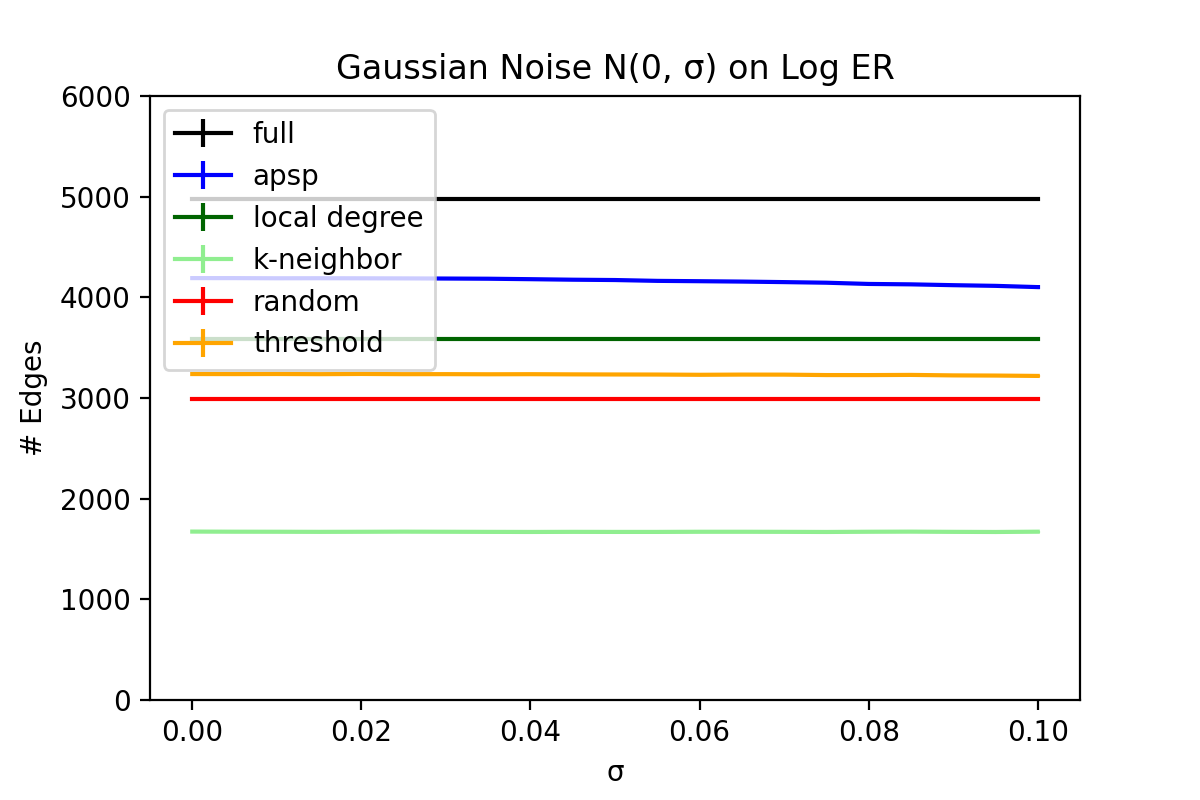 Gaussian Noise N(0, σ) on Log ER
6000
5000
4000
3000
2000
1000
0
# Edges
full
apsp
local degree
k-neighbor
random
threshold
0.00
0.02
0.04
0.06
0.08
0.10
σ